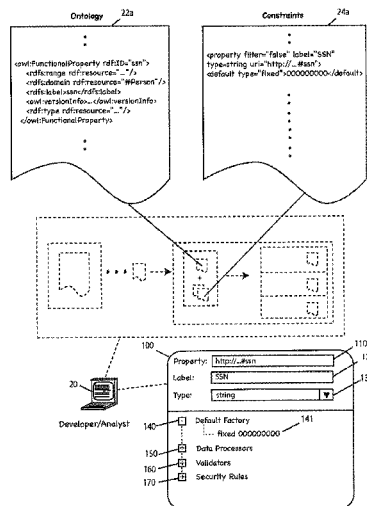 Ontology
22a
<owl:FunctionalProperty rdf:ID="ssn">
<rdfs:range rdf:resource="..."/>
<rdfs:domain rdf:resource="#Person"/>
<rdfs:label>ssn</rdfs:label>
<owl:versionInfo>...</owl:versionInfo>
<rdf:type rdf:resource="..."/>
</owl:FunctionalProperty>
Constraints
24a
<property filter="false" label="SSN"
type=string uri="http://...#ssn">
<default type="fixed">000000000</default>
20
Developer/Analyst
100
Property: http://...#ssn
110
Label: SSN
Type: string
140 Default Factory
fixed 000000000 141
150 Data Processors
160 Validators
170 Security Rules